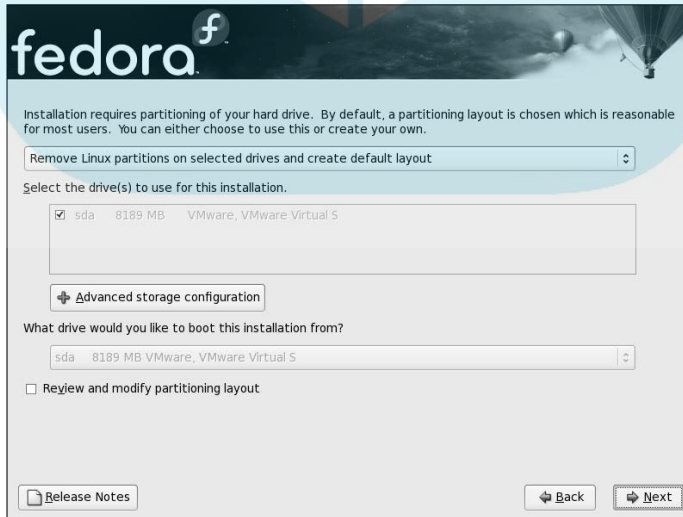 fedora
Installation requires partitioning of your hard drive. By default, a partitioning layout is chosen which is reasonable
for most users. You can either choose to use this or create your own.
Remove Linux partitions on selected drives and create default layout
Select the drive(s) to use for this installation.
sda 8189 MB VMware, VMware Virtual S
Advanced storage configuration
What drive would you like to boot this installation from?
sda 8189 MB VMware, VMware Virtual S
Review and modify partitioning layout
Release Notes
Back
Next